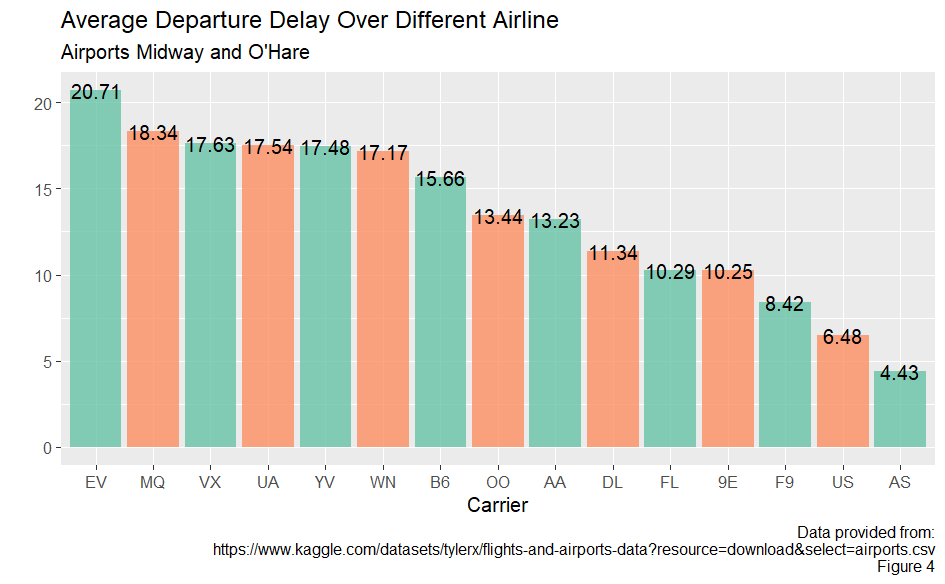 Average Departure Delay Over Different Airline
Airports Midway and O'Hare
20.71
18.34
17.63
17.54
17.48
17.17
15.66
13.44
13.23
11.34
10.29
10.25
8.42
6.48
4.43
20
15
10
5
0
EV MQ VX UA YV WN B6 OO AA DL FL 9E F9 US AS
Carrier
Data provided from:
https://www.kaggle.com/datasets/tylerx/flights-and-airports-data?resource=download&select=airports.csv
Figure 4